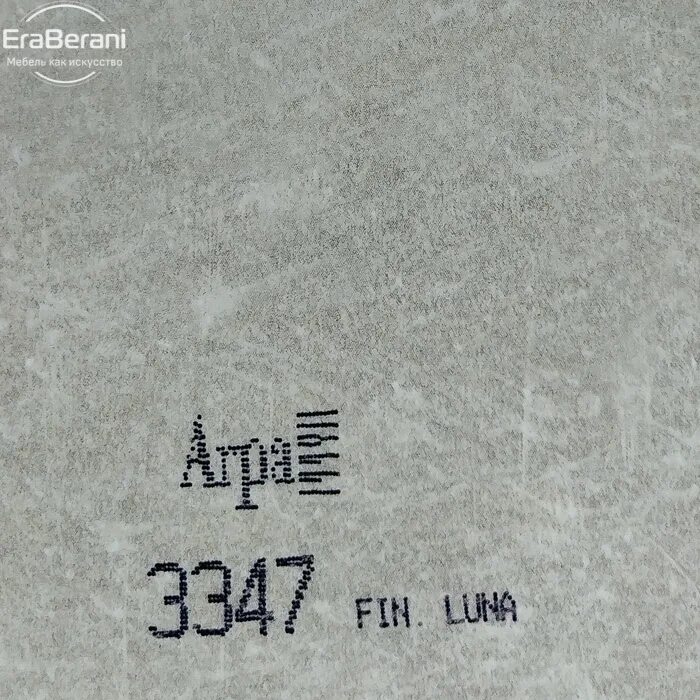 EraBerani
Мебель как искусство
Arpa
3347 FIN. LUNA